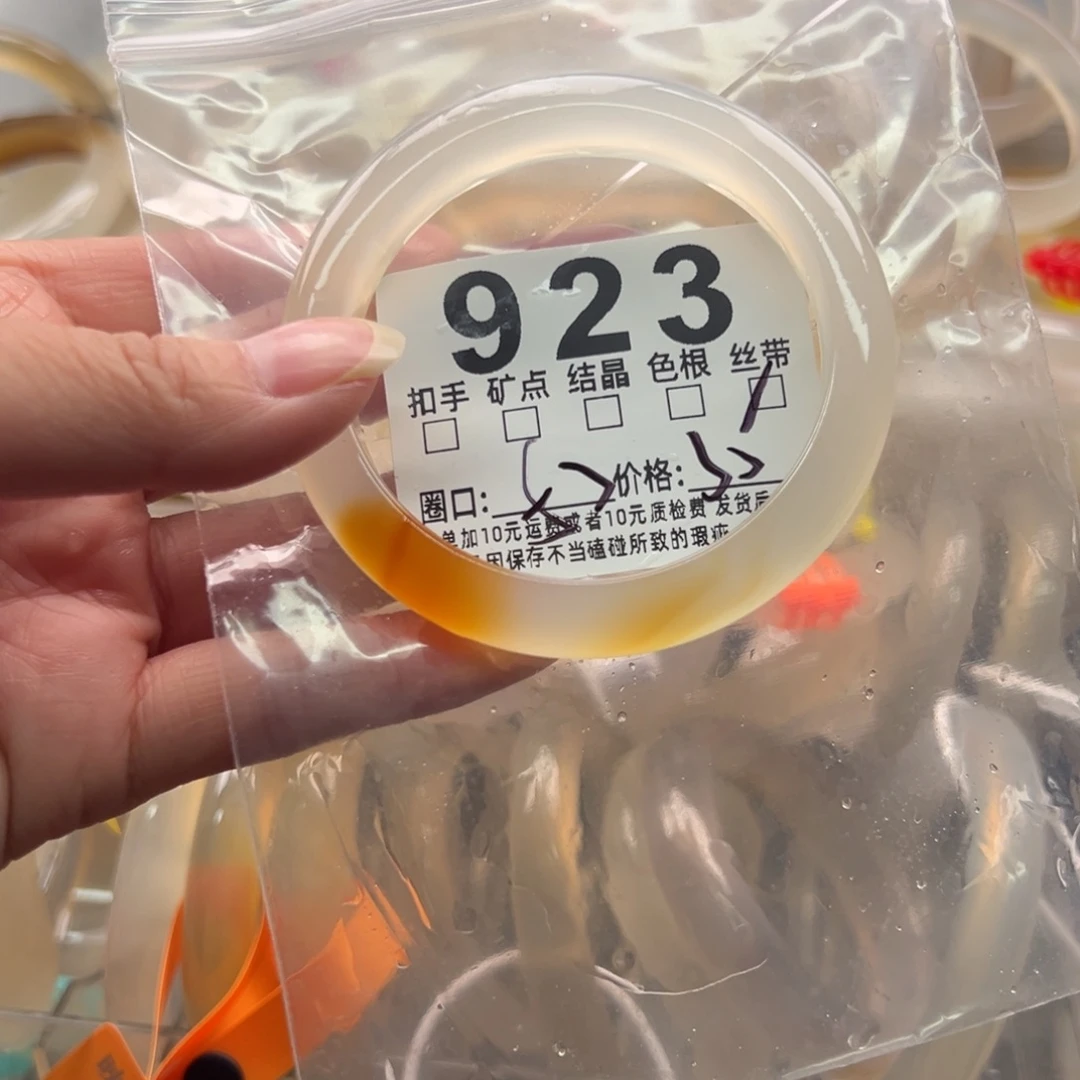 923
扣手 矿点 结晶 色根 丝带
圈口: 价格:
单加10元运费或者10元质检费 发货后
因保存不当磕碰所致的瑕疵